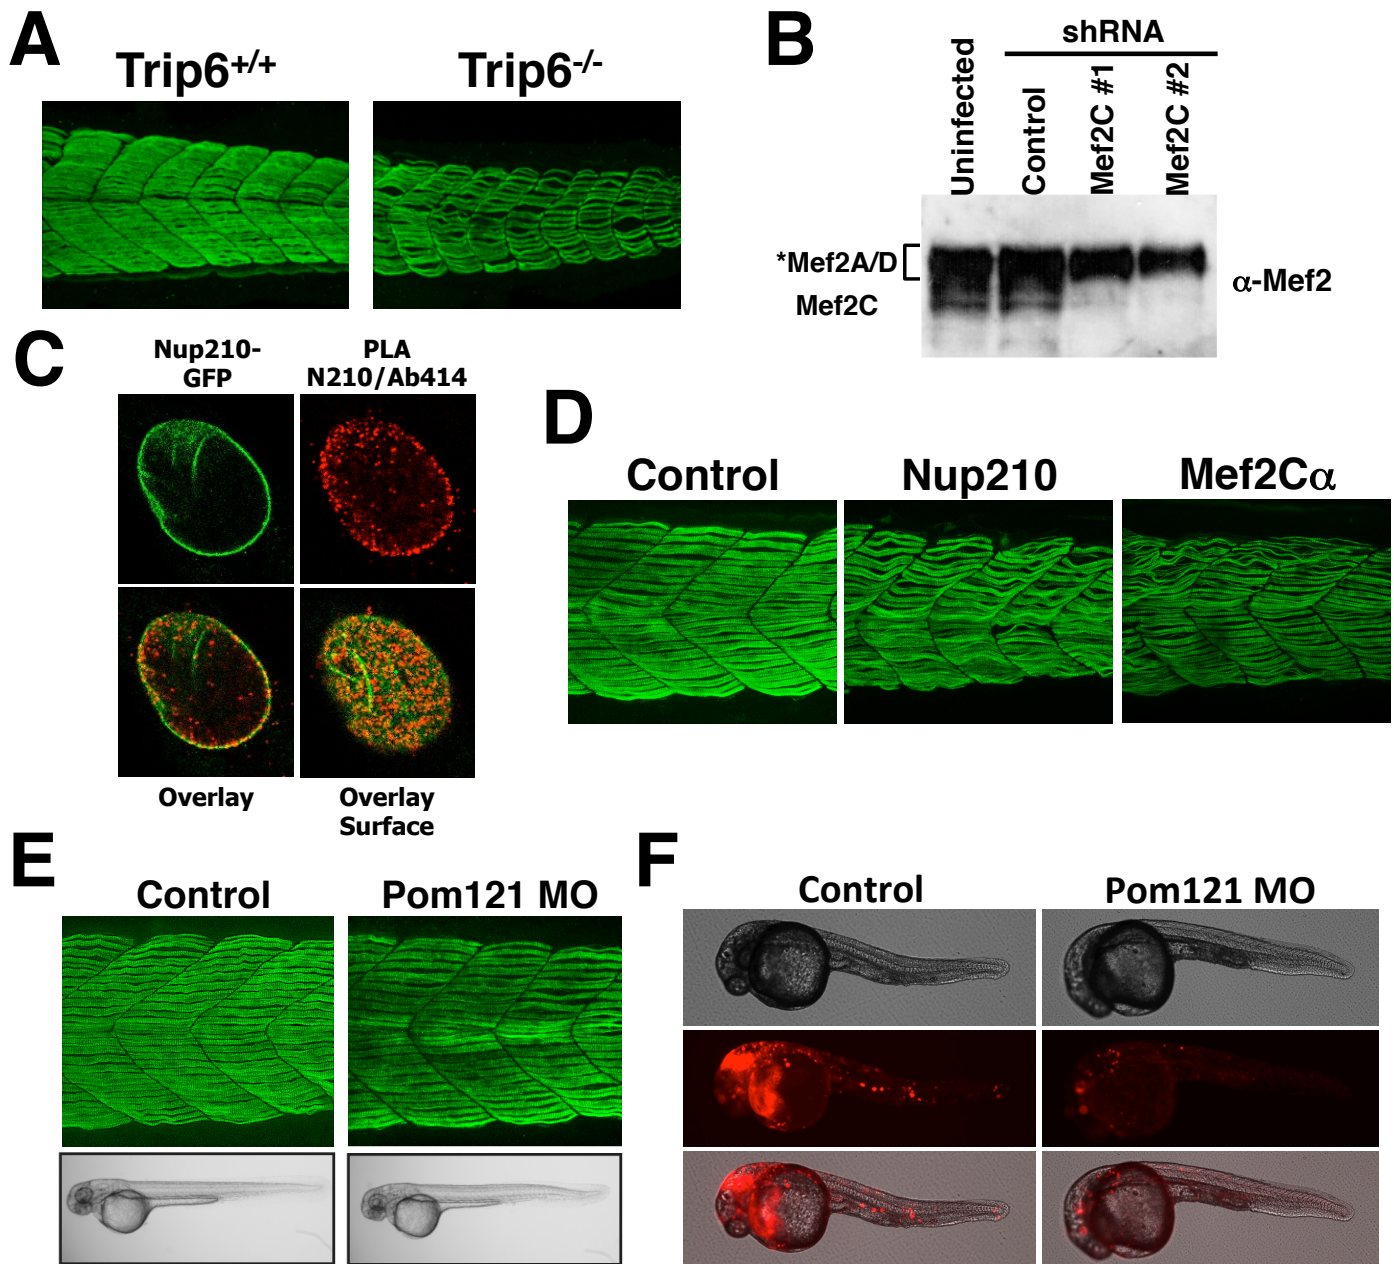 A
Trip6+/+
Trip6-/-
B
shRNA
Uninfected
Control
Mef2C #1
Mef2C #2
*Mef2A/D
Mef2C
α-Mef2
C
Nup210-
GFP
PLA
N210/Ab414
Overlay
Overlay
Surface
D
Control
Nup210
Mef2Cα
E
Control
Pom121 MO
F
Control
Pom121 MO